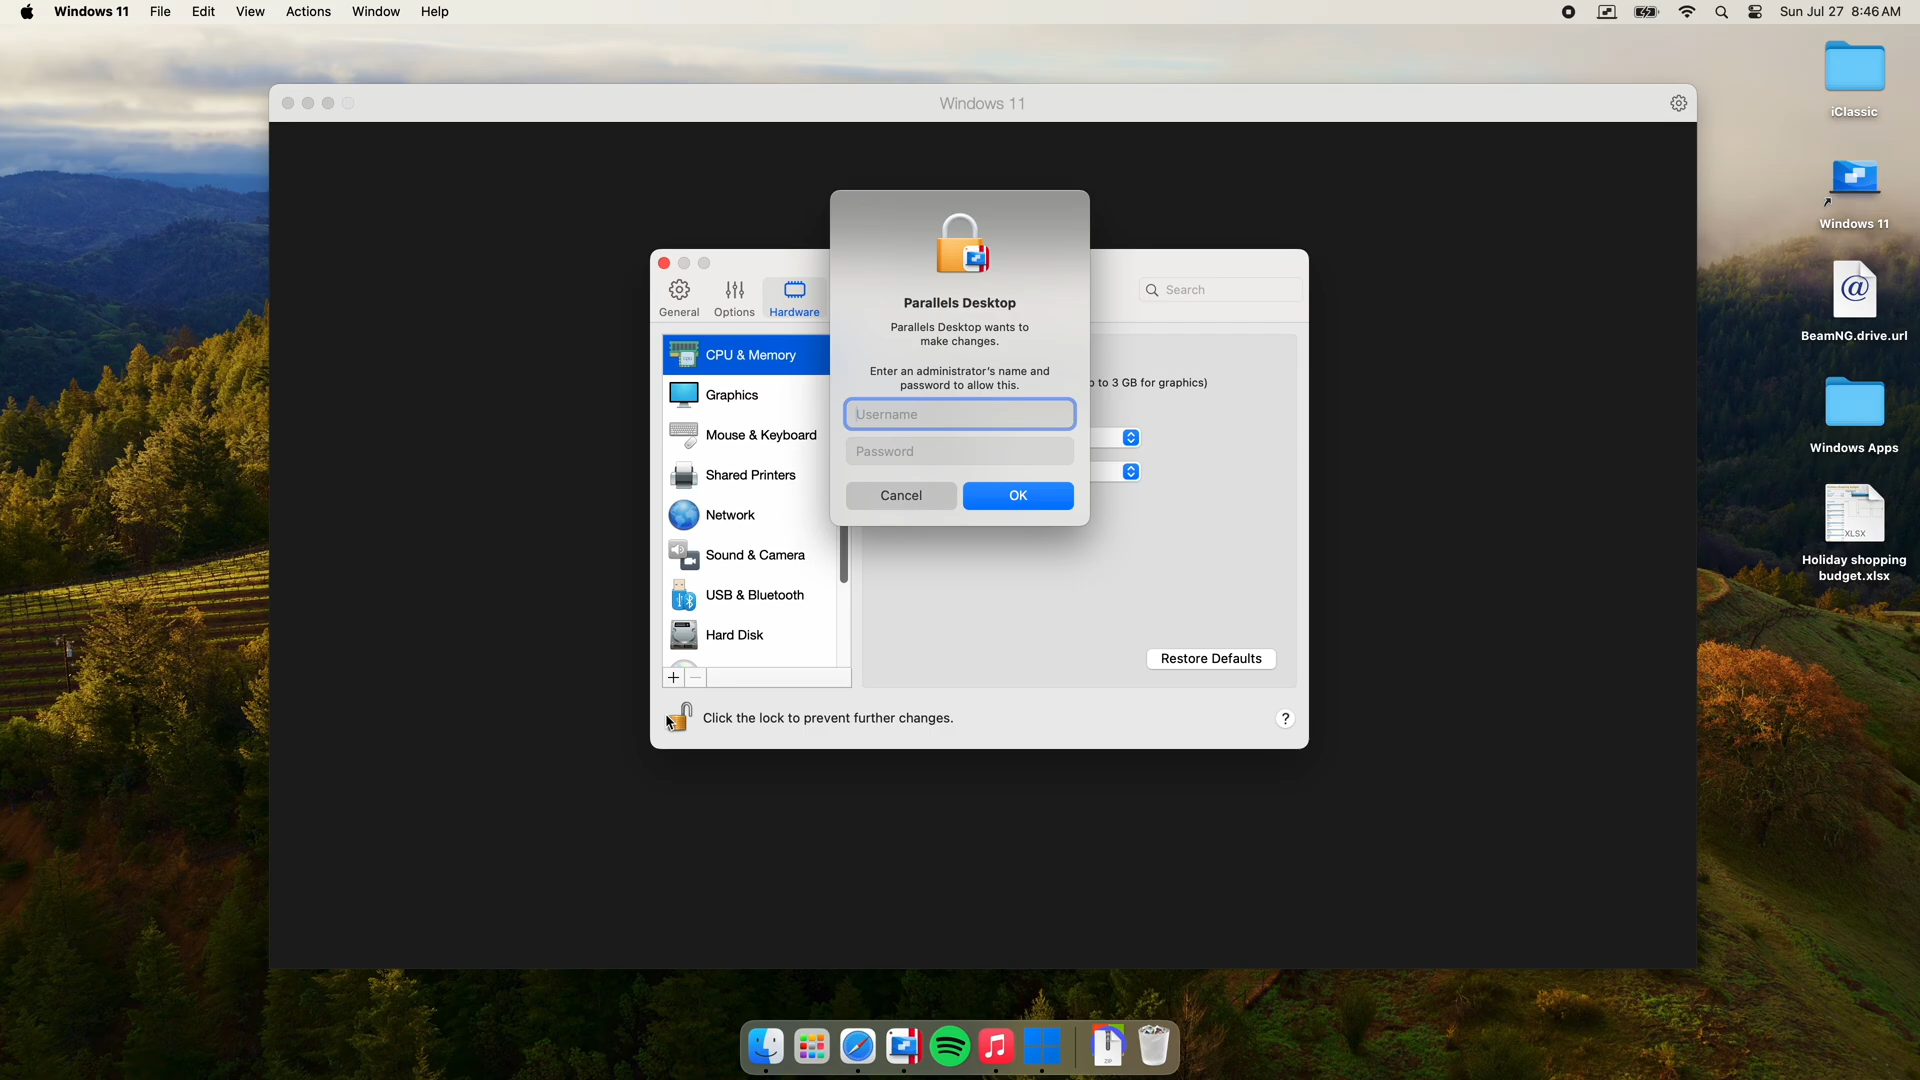 Windows 11 File Edit View Actions Window Help
Sun Jul 27 8:46 AM
Windows 11
iClassic
Windows 11
BeamNG.drive.url
Windows Apps
XLSX
Holiday shopping
budget.xlsx
General Options Hardware
Search
CPU & Memory
Graphics
Mouse & Keyboard
Shared Printers
Network
Sound & Camera
USB & Bluetooth
Hard Disk
Parallels Desktop
Parallels Desktop wants to
make changes.
Enter an administrator's name and
password to allow this.
Username
Password
Cancel OK
to 3 GB for graphics)
Restore Defaults
+ −
Click the lock to prevent further changes.
?
ZIP